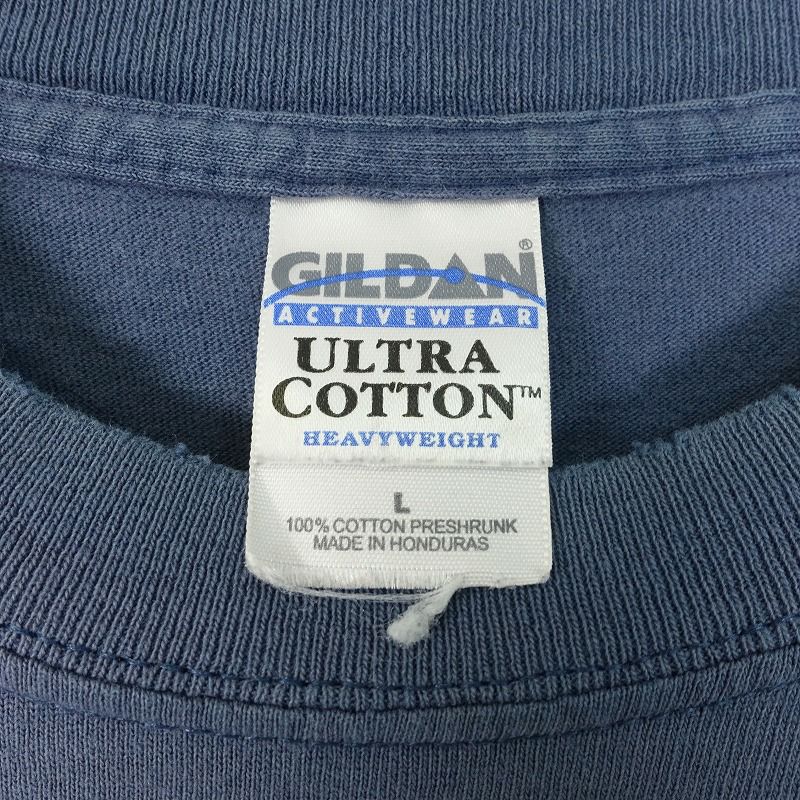 GILDAN®
ACTIVEWEAR
ULTRA
COTTON™
HEAVYWEIGHT
L
100% COTTON PRESHRUNK
MADE IN HONDURAS